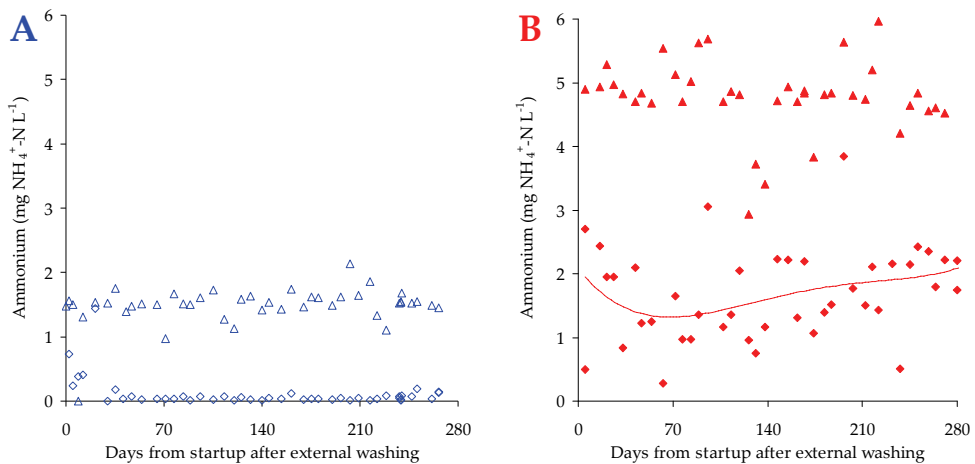 A
Ammonium (mg NH₄⁺-N L⁻¹)
6
5
4
3
2
1
0
0 70 140 210 280
Days from startup after external washing
B
Ammonium (mg NH₄⁺-N L⁻¹)
6
5
4
3
2
1
0
0 70 140 210 280
Days from startup after external washing